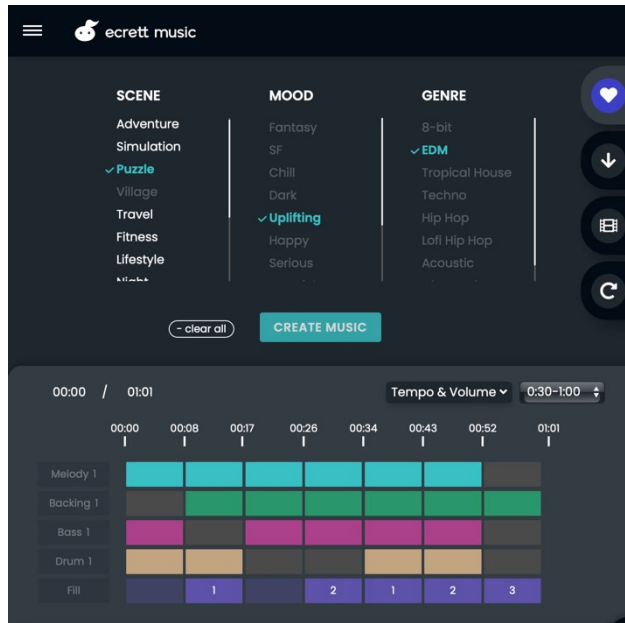 ecrett music
SCENE MOOD GENRE
Adventure Fantasy 8-bit
Simulation SF EDM
Puzzle Chill Tropical House
Village Dark Techno
Travel Uplifting Hip Hop
Fitness Happy Lofi Hip Hop
Lifestyle Serious Acoustic
Night
- clear all CREATE MUSIC
00:00 / 01:01 Tempo & Volume 0:30-1:00
00:00 00:08 00:17 00:26 00:34 00:43 00:52 01:01
Melody 1
Backing 1
Bass 1
Drum 1
Fill 1 2 1 2 3